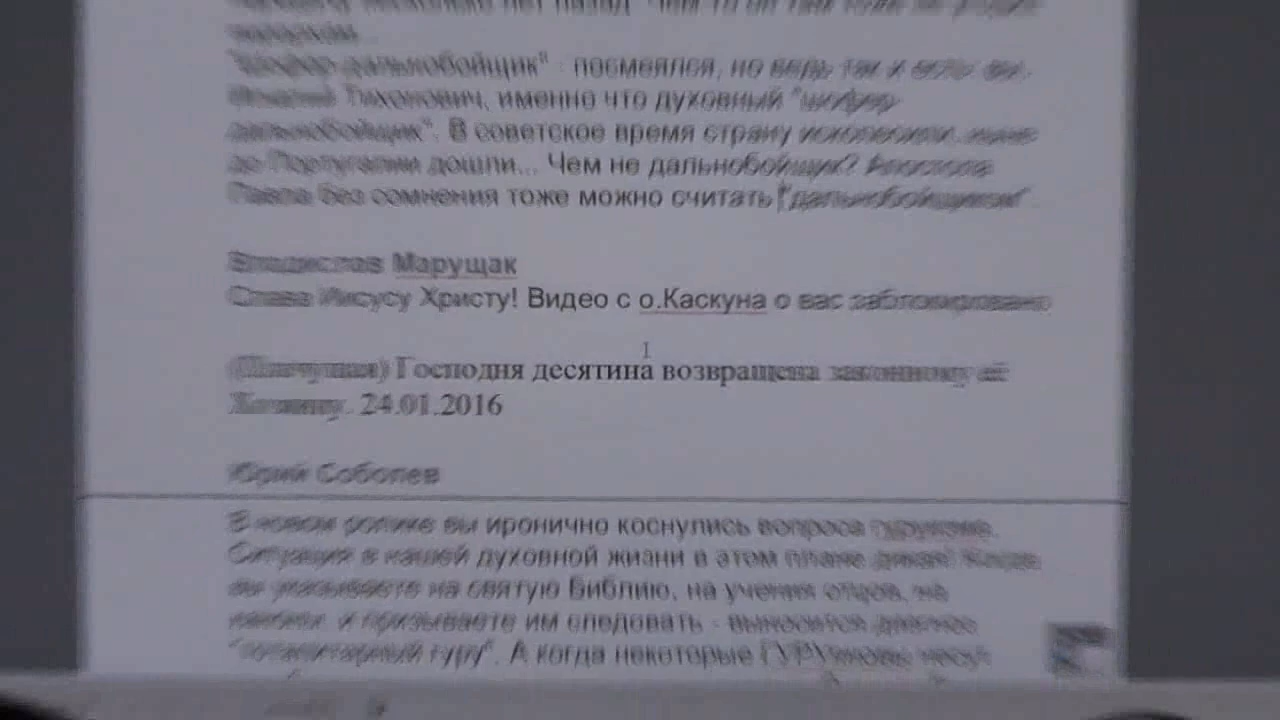 "Шофер-дальнобойщик" - посмеялся, но ведь так и есть: вы,
Тихонович, именно что духовный "шофер
дальнобойщик". В советское время страну исколесили, ныне
до Португалии дошли... Чем не дальнобойщик? Апостола
Павла без сомнения тоже можно считать "дальнобойщиком".
Владислав Марущак
Слава Иисусу Христу! Видео с о.Каскуна о вас заблокировано
Господня десятина возвращена законному её
Хозяину. 24.01.2016
Юрий Соболев
В новом ролике вы иронично коснулись вопроса
Ситуация в нашей духовной жизни в этом плане дикая! Когда
вы указываете на святую Библию, на учения отцов, на
и призываете им следовать - выносится диагноз
"тоталитарный гуру". А когда некоторые